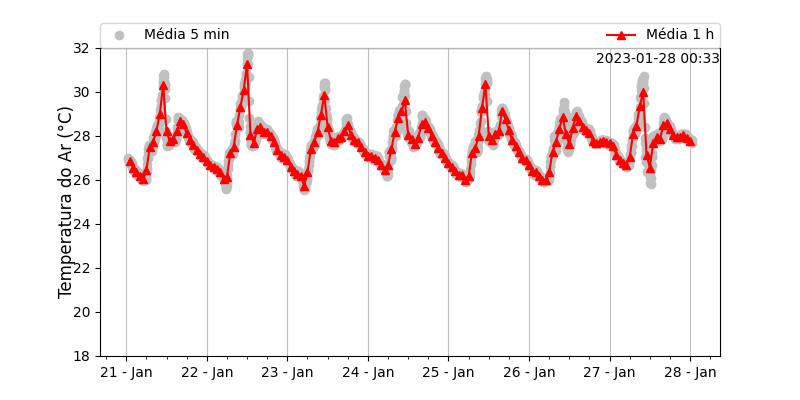 Média 5 min
Média 1 h
2023-01-28 00:33
Temperatura do Ar (°C)
32
30
28
26
24
22
20
18
21 - Jan
22 - Jan
23 - Jan
24 - Jan
25 - Jan
26 - Jan
27 - Jan
28 - Jan